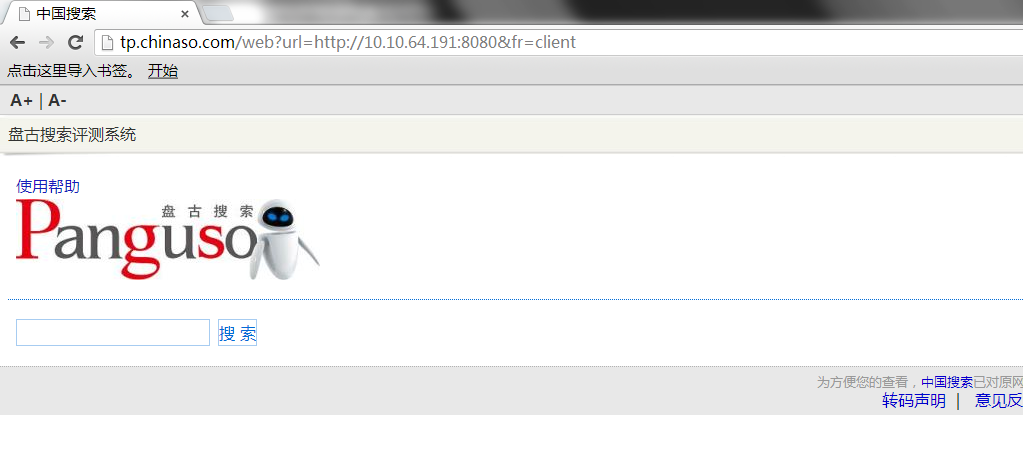 中国搜索
tp.chinaso.com/web?url=http://10.10.64.191:8080&fr=client
点击这里导入书签。 开始
A+ | A-
盘古搜索评测系统
使用帮助
盘古搜索
Panguso
搜 索
为方便您的查看，中国搜索已对原网
转码声明 | 意见反